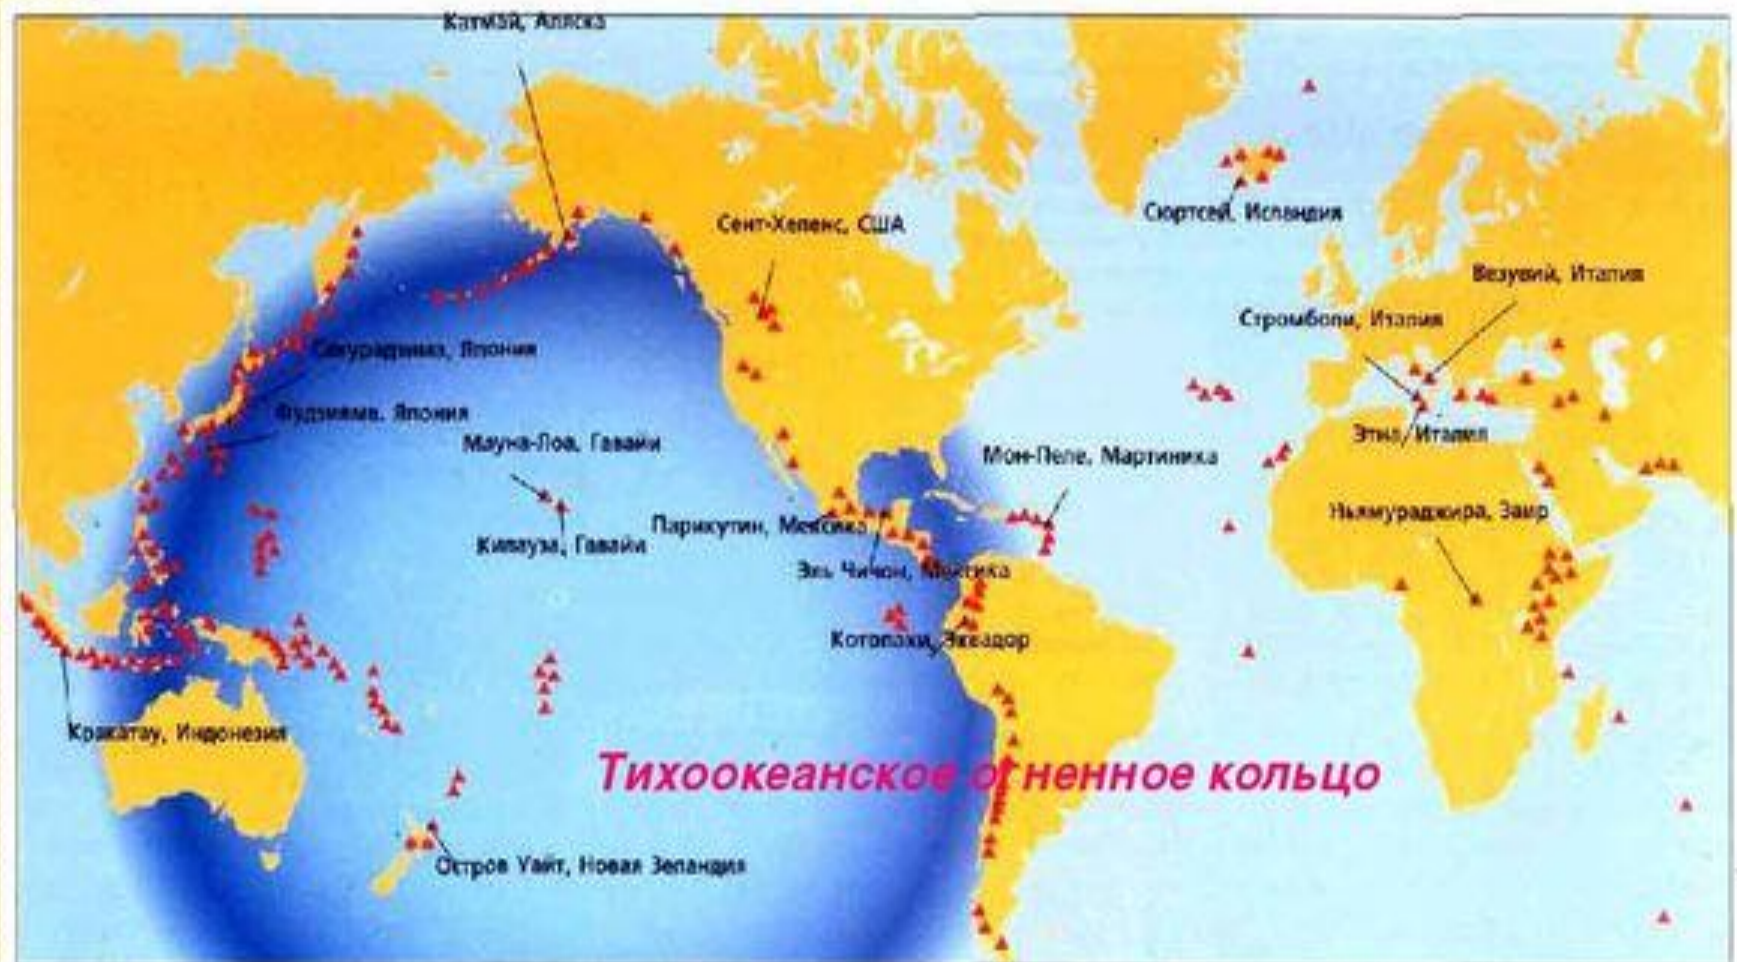 Катмай, Аляска
Сент-Хеленс, США
Сюртсей, Исландия
Везувий, Италия
Стромболи, Италия
Сакурадзима, Япония
Фудзияма, Япония
Мауна-Лоа, Гавайи
Этна, Италия
Мон-Пеле, Мартиника
Ньямураджира, Заир
Парикутин, Мексика
Килауза, Гавайи
Эль Чичон, Мексика
Котопахи, Эквадор
Кракатау, Индонезия
Тихоокеанское огненное кольцо
Остров Уайт, Новая Зеландия